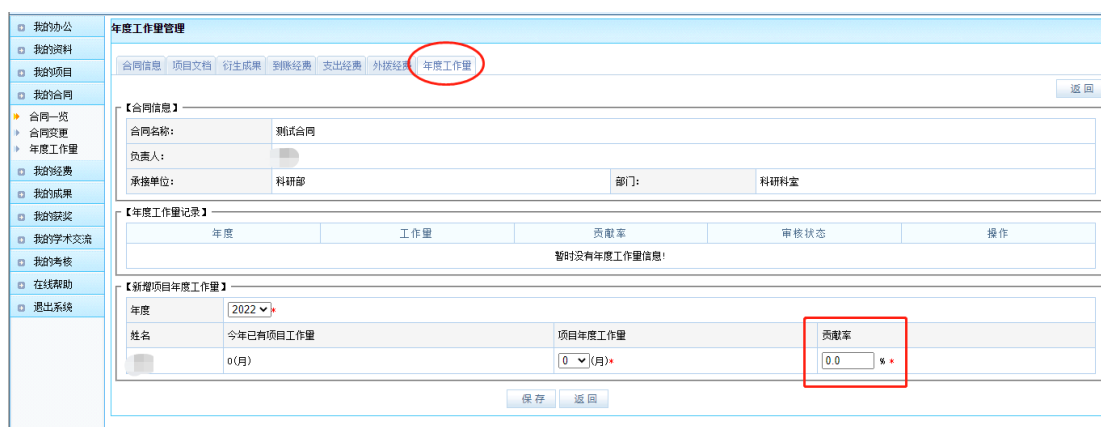 我的办公
我的资料
我的项目
我的合同
合同一览
合同变更
年度工作量
我的经费
我的成果
我的获奖
我的学术交流
我的考核
在线帮助
退出系统
年度工作量管理
合同信息 项目文档 衍生成果 到账经费 支出经费 外拨经费 年度工作量
返回
【合同信息】
合同名称: 测试合同
负责人:
承接单位: 科研部 部门: 科研科室
【年度工作量记录】
年度 工作量 贡献率 审核状态 操作
暂时没有年度工作量信息!
【新增项目年度工作量】
年度 2022 *
姓名 今年已有项目工作量 项目年度工作量 贡献率
0(月) 0 (月)* 0.0 % *
保存 返回